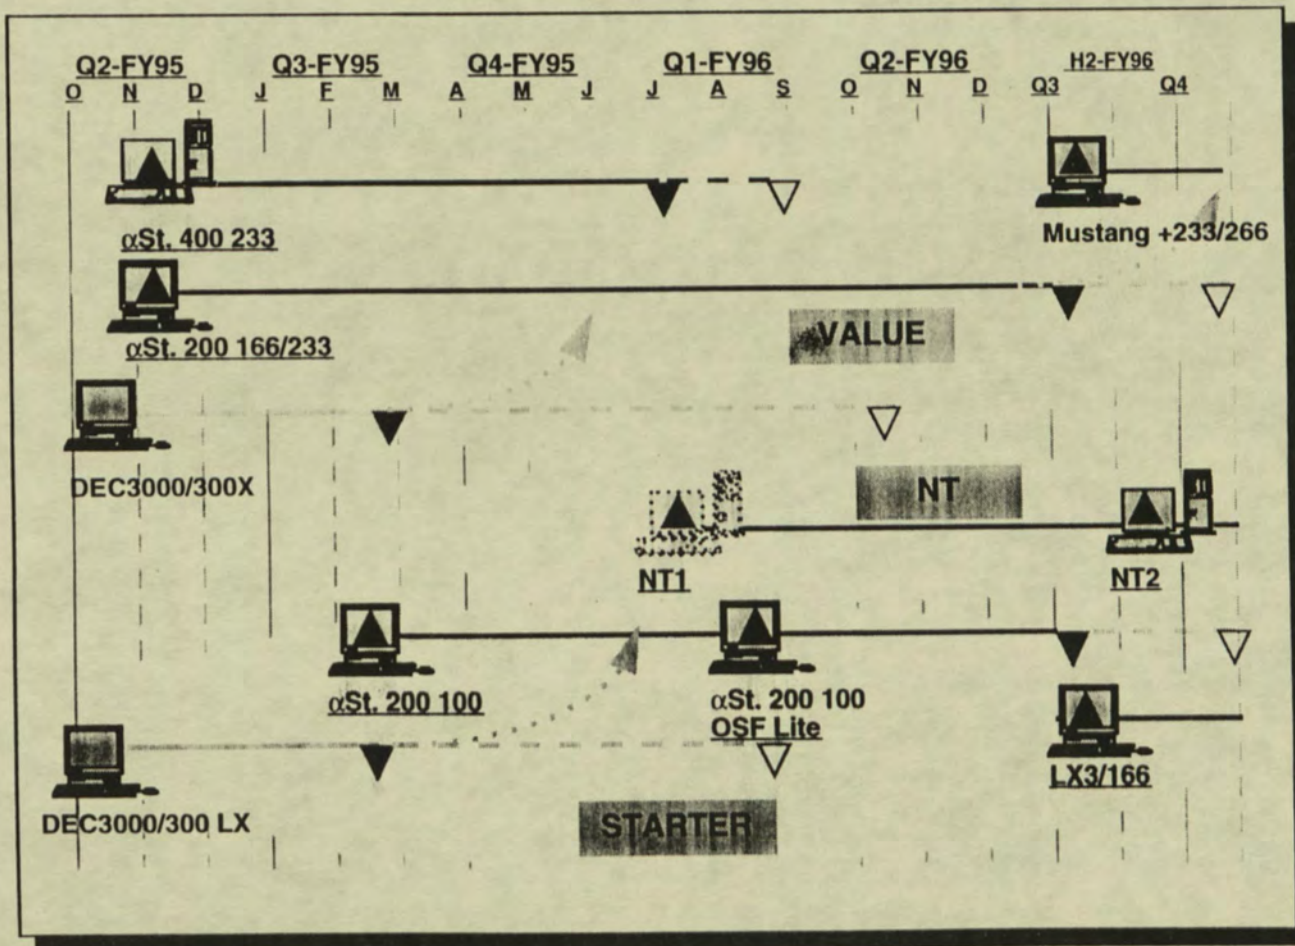 Q2-FY95 Q3-FY95 Q4-FY95 Q1-FY96 Q2-FY96 H2-FY96
O N D J F M A M J J A S O N D Q3 Q4
αSt. 400 233
Mustang +233/266
αSt. 200 166/233
VALUE
DEC3000/300X
NT
NT1
NT2
αSt. 200 100
αSt. 200 100
OSF Lite
LX3/166
DEC3000/300 LX
STARTER